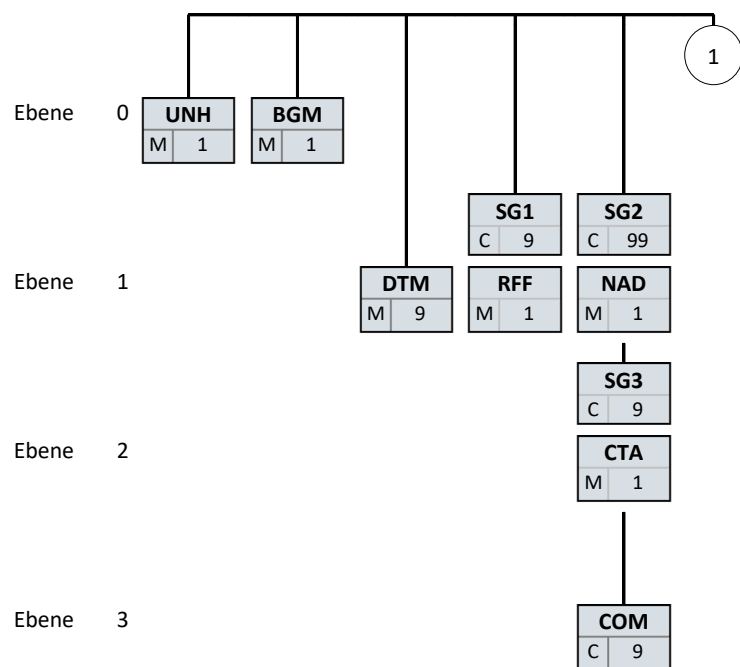 1
Ebene 0 UNH BGM
M 1 M 1
SG1 SG2
C 9 C 99
Ebene 1 DTM RFF NAD
M 9 M 1 M 1
SG3
C 9
Ebene 2 CTA
M 1
Ebene 3 COM
C 9